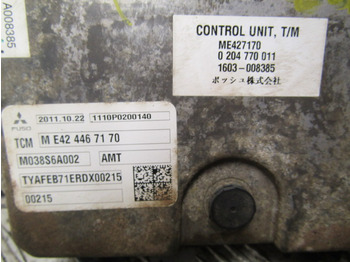 A008385
CONTROL UNIT, T/M
ME427170
0 204 770 011
1603-008385
ボッシュ株式会社
FUSO
2011.10.22 1110P0200140
TCM M E42 446 71 70
M038S6A002 AMT
TYAFEB71ERDX00215
00215